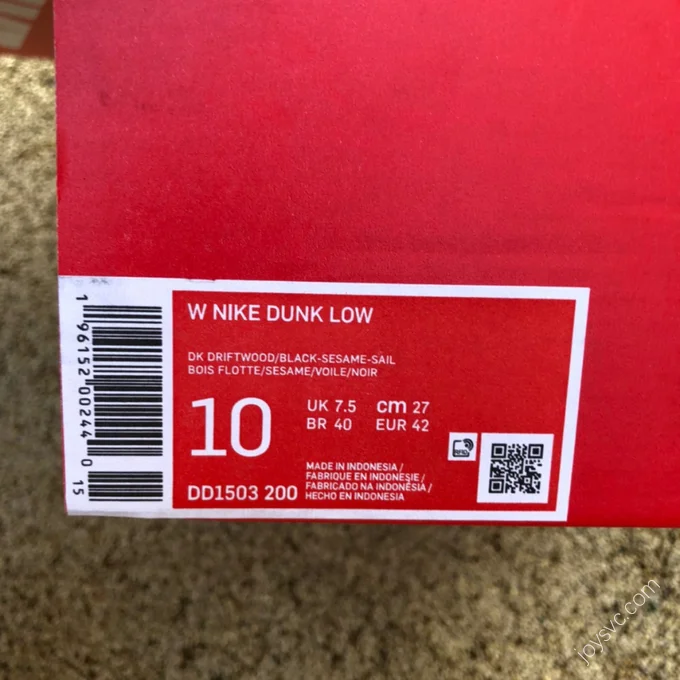 W NIKE DUNK LOW
DK DRIFTWOOD/BLACK-SESAME-SAIL
BOIS FLOTTE/SESAME/VOILE/NOIR
10
UK 7.5 cm 27
BR 40 EUR 42
DD1503 200
MADE IN INDONESIA/
FABRIQUE EN INDONESIE/
FABRICADO NA INDONÉSIA/
HECHO EN INDONESIA
1 96152 00244 0 15
joysvc.com